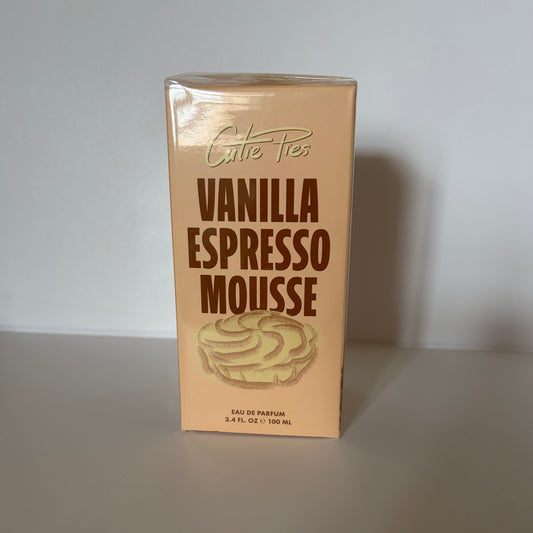 Cutie Pies
VANILLA
ESPRESSO
MOUSSE
EAU DE PARFUM
3.4 FL. OZ ℮ 100 ML